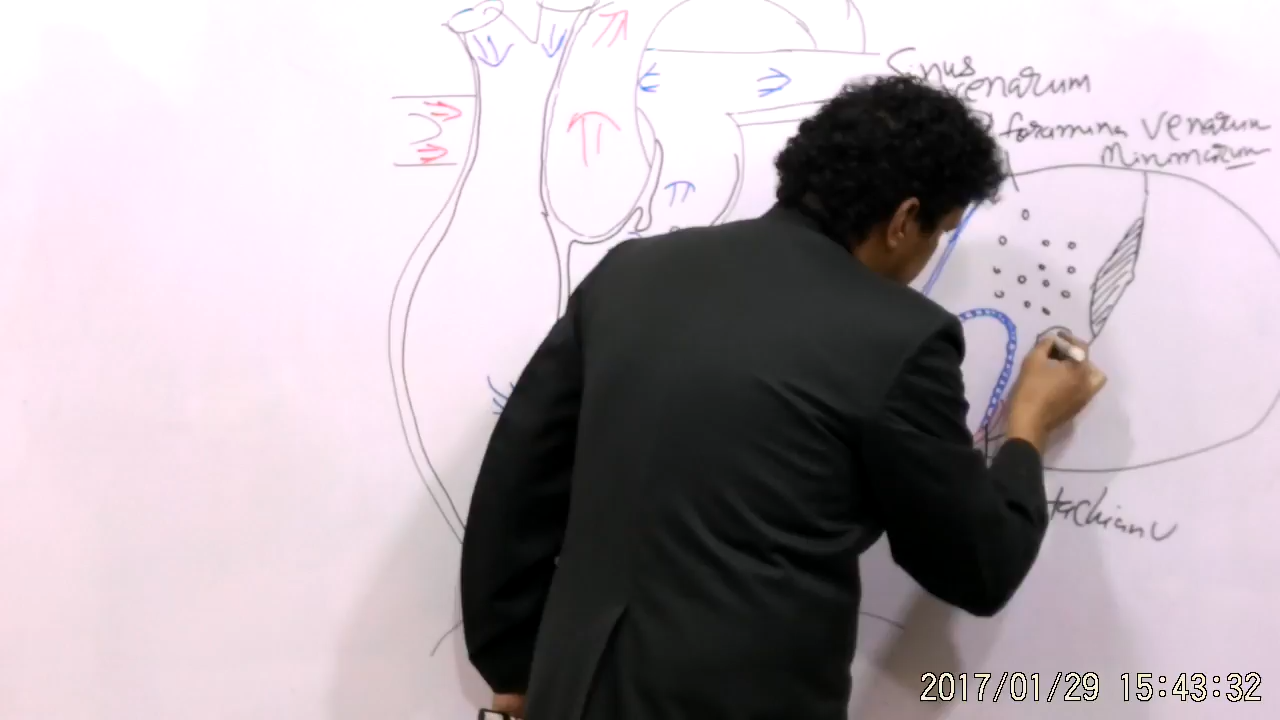 Sinus
venarum
foramina venarum
Minimarum
2017/01/29 15:43:32